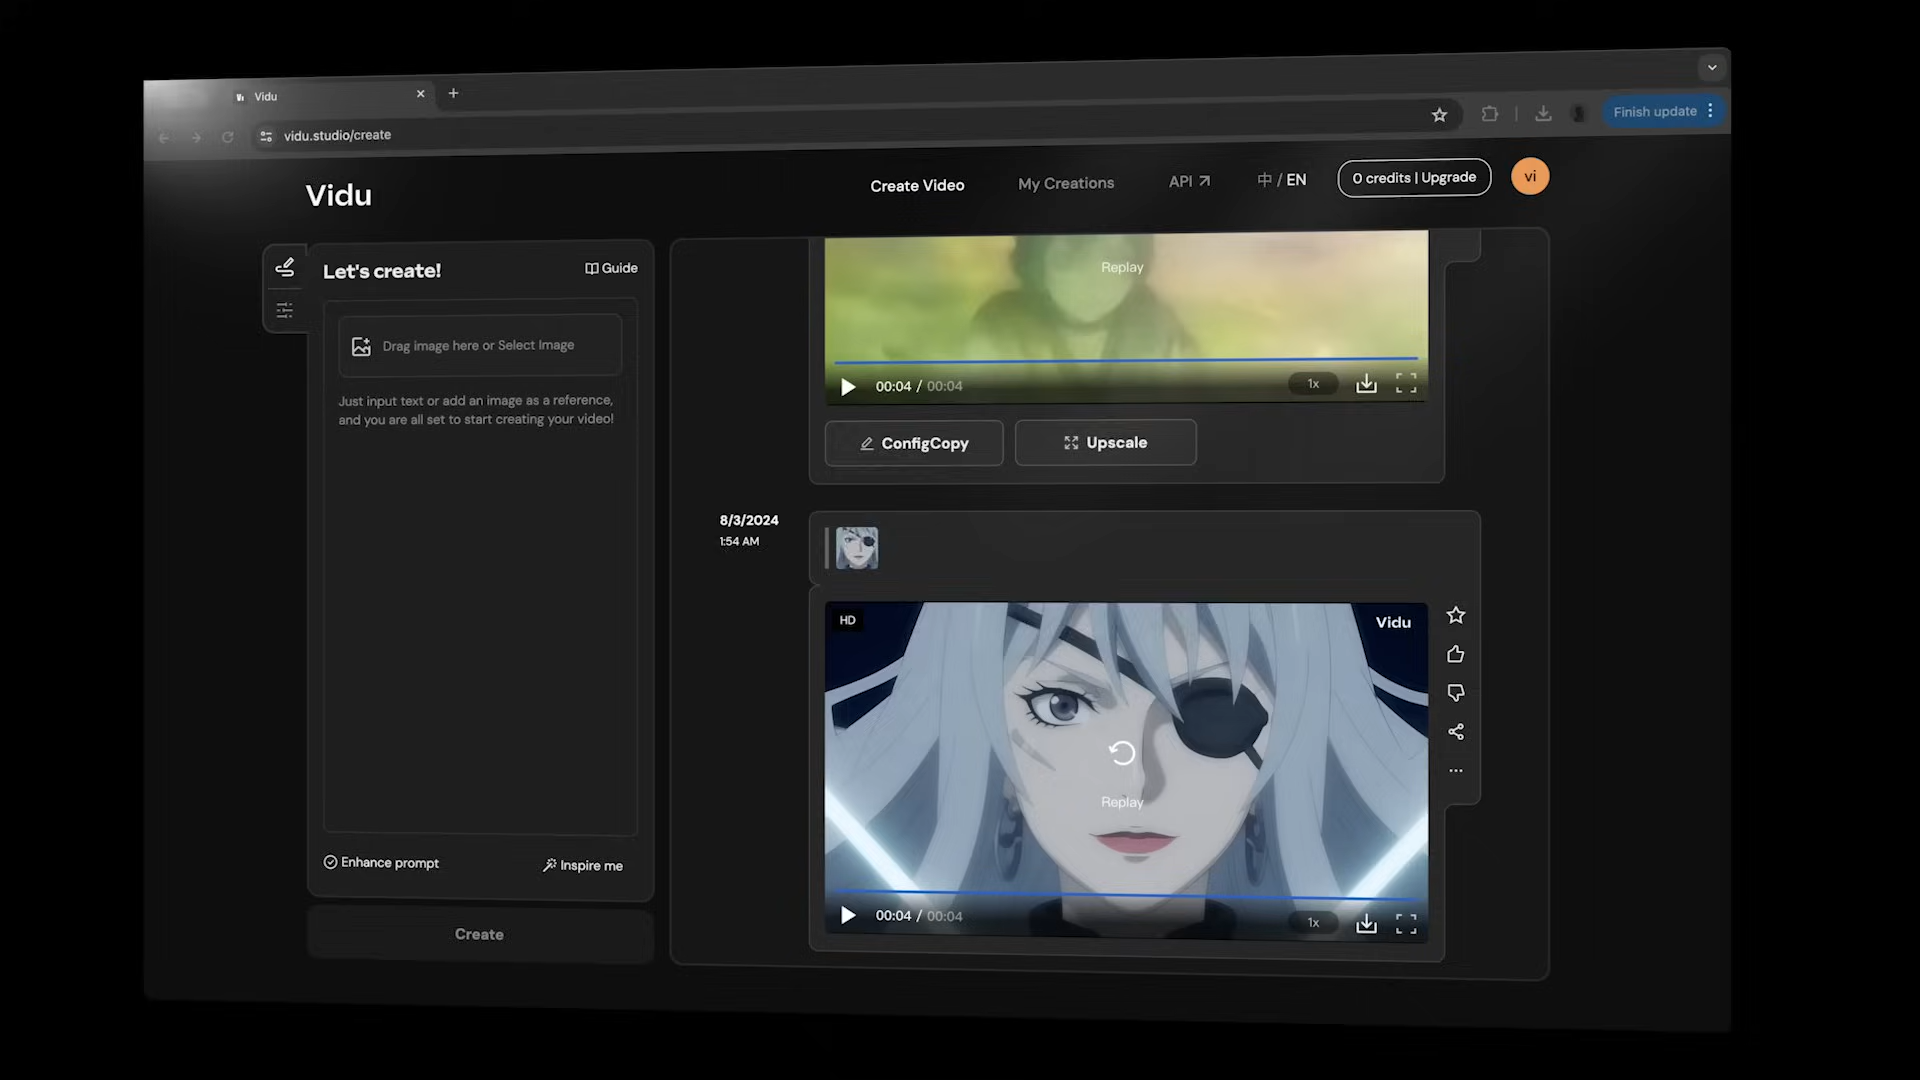 Vidu
vidu.studio/create
Finish update
Vidu
Create Video
My Creations
API
中 / EN
0 credits | Upgrade
vi
Let's create!
Guide
Drag image here or Select Image
Just input text or add an image as a reference,
and you are all set to start creating your video!
Enhance prompt
Inspire me
Create
Replay
00:04 / 00:04
1x
ConfigCopy
Upscale
8/3/2024
1:54 AM
HD
Vidu
Replay
00:04 / 00:04
1x